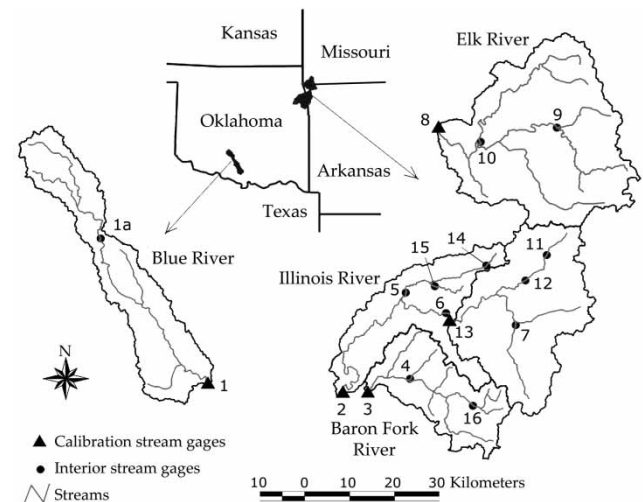 Kansas
Missouri
Oklahoma
Arkansas
Texas
Elk River
8
9
10
1a
Blue River
1
Illinois River
14
15
5
6
13
11
12
7
2
3
4
16
Baron Fork
River
N
Calibration stream gages
Interior stream gages
Streams
10 0 10 20 30 Kilometers